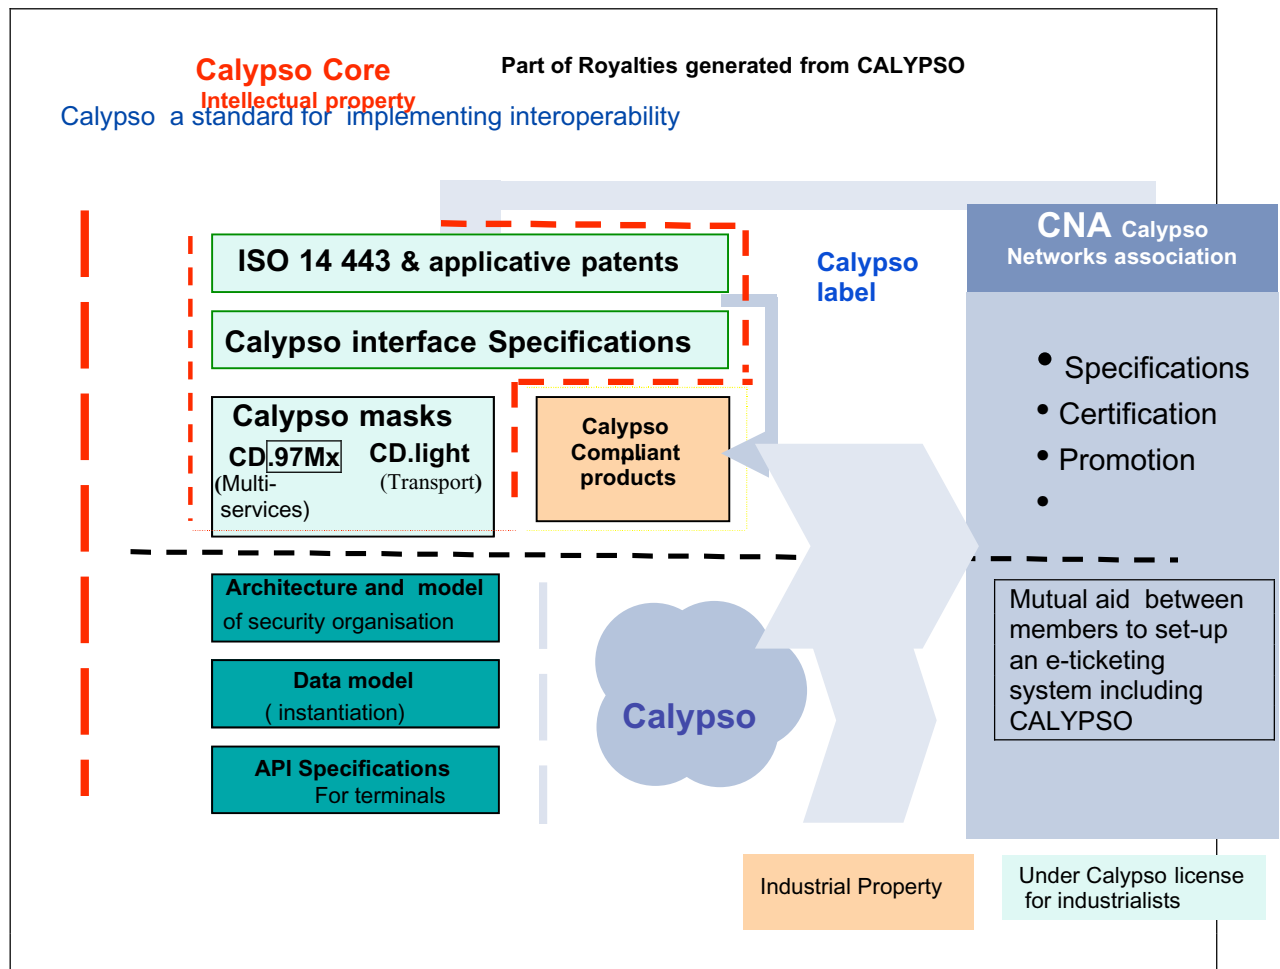 Calypso Core
Intellectual property
Part of Royalties generated from CALYPSO
Calypso a standard for implementing interoperability
ISO 14 443 & applicative patents
Calypso interface Specifications
Calypso masks
CD.97Mx
(Multi-
services)
CD.light
(Transport)
Calypso
Compliant
products
Calypso
label
CNA Calypso
Networks association
• Specifications
• Certification
• Promotion
•
Architecture and model
of security organisation
Data model
( instantiation)
API Specifications
For terminals
Calypso
Mutual aid between
members to set-up
an e-ticketing
system including
CALYPSO
Industrial Property
Under Calypso license
for industrialists